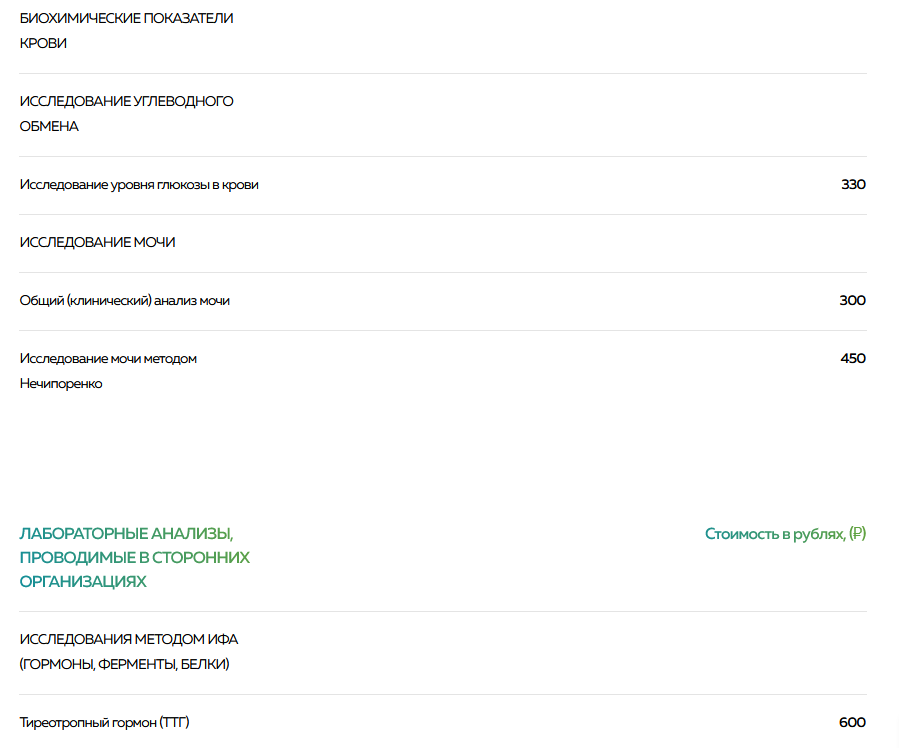 БИОХИМИЧЕСКИЕ ПОКАЗАТЕЛИ
КРОВИ
ИССЛЕДОВАНИЕ УГЛЕВОДНОГО
ОБМЕНА
Исследование уровня глюкозы в крови 330
ИССЛЕДОВАНИЕ МОЧИ
Общий (клинический) анализ мочи 300
Исследование мочи методом 450
Нечипоренко
ЛАБОРАТОРНЫЕ АНАЛИЗЫ, Стоимость в рублях, (₽)
ПРОВОДИМЫЕ В СТОРОННИХ
ОРГАНИЗАЦИЯХ
ИССЛЕДОВАНИЯ МЕТОДОМ ИФА
(ГОРМОНЫ, ФЕРМЕНТЫ, БЕЛКИ)
Тиреотропный гормон (ТТГ) 600